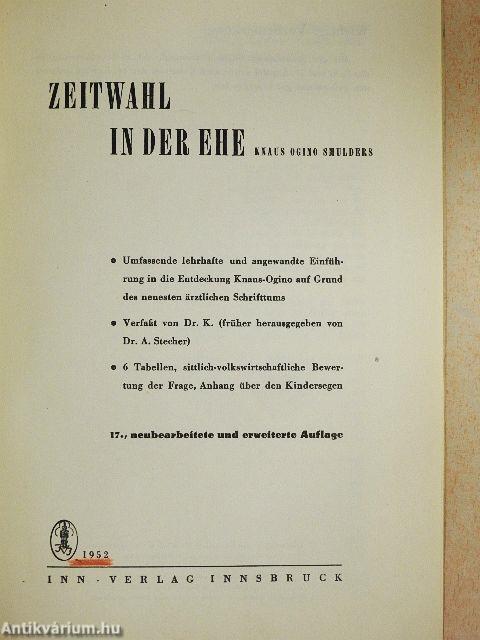 ZEITWAHL
IN DER EHE KNAUS OGINO SMULDERS
• Umfassende lehrhafte und angewandte Einfüh-
rung in die Entdeckung Knaus-Ogino auf Grund
des neuesten ärztlichen Schrifttums
• Verfaßt von Dr. K. (früher herausgegeben von
Dr. A. Stecher)
• 6 Tabellen, sittlich-volkswirtschaftliche Bewer-
tung der Frage, Anhang über den Kindersegen
17., neubearbeitete und erweiterte Auflage
1952
INN-VERLAG INNSBRUCK
Antikvárium.hu